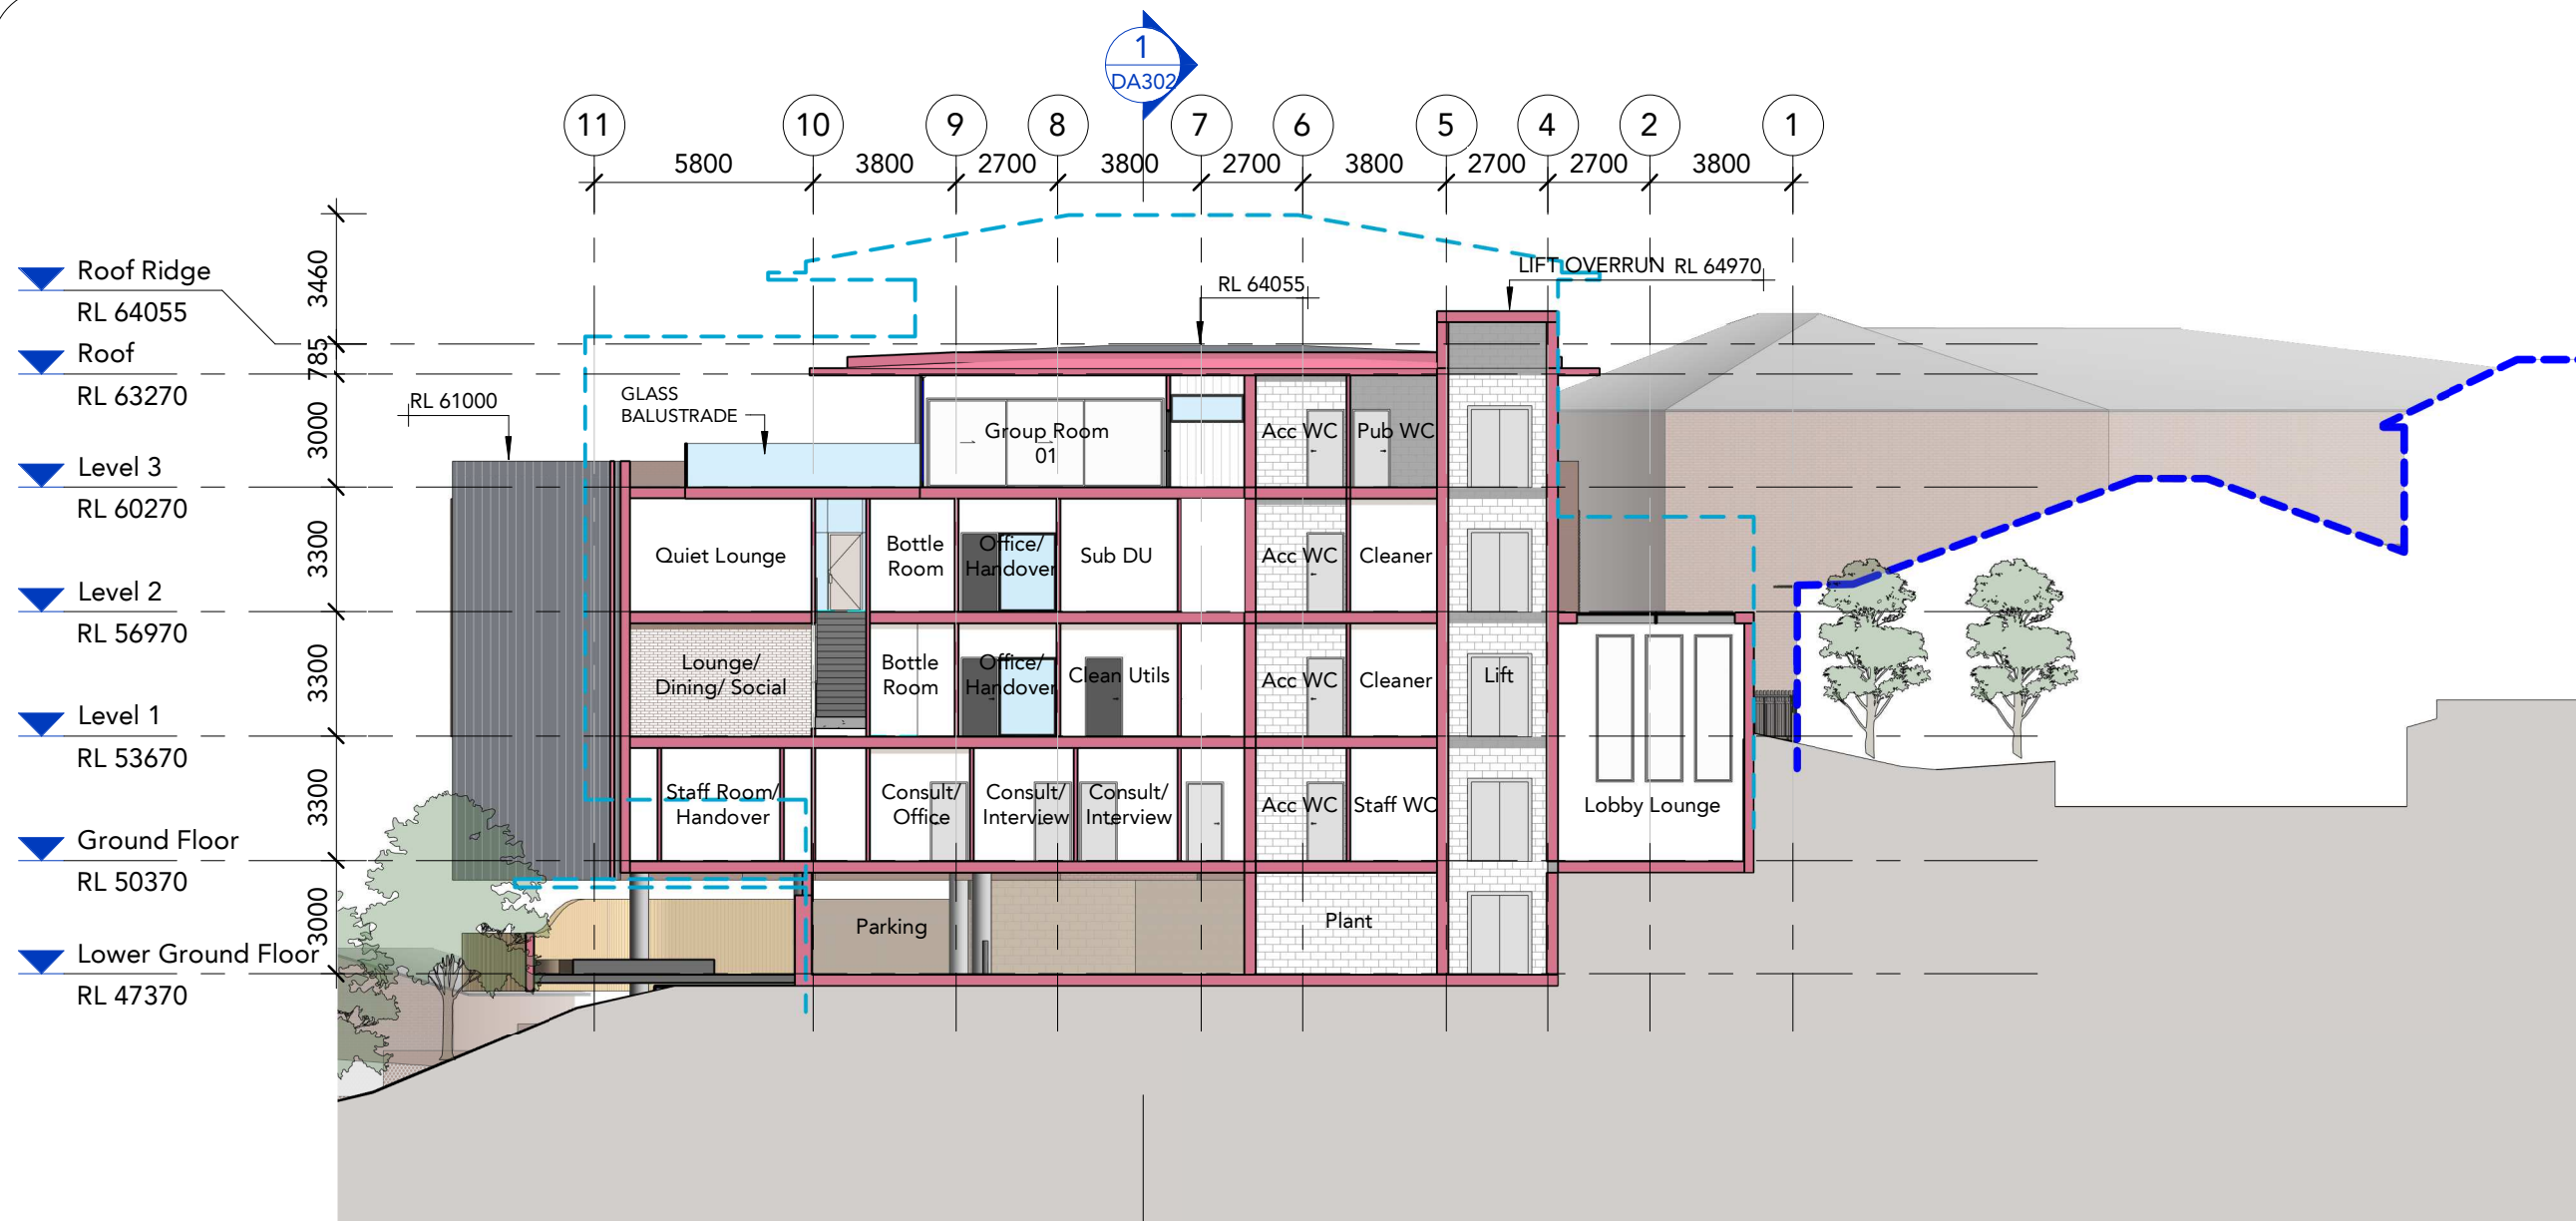 1
DA302
11
10
9
8
7
6
5
4
2
1
5800
3800
2700
3800
2700
3800
2700
2700
3800
3460
785
3000
3300
3300
3300
3000
Roof Ridge
RL 64055
Roof
RL 63270
Level 3
RL 60270
Level 2
RL 56970
Level 1
RL 53670
Ground Floor
RL 50370
Lower Ground Floor
RL 47370
LIFT OVERRUN RL 64970
RL 64055
RL 61000
GLASS
BALUSTRADE
Group Room
01
Acc WC
Pub WC
Quiet Lounge
Bottle
Room
Office/
Handover
Sub DU
Acc WC
Cleaner
Lounge/
Dining/ Social
Bottle
Room
Office/
Handover
Clean Utils
Acc WC
Cleaner
Lift
Staff Room/
Handover
Consult/
Office
Consult/
Interview
Consult/
Interview
Acc WC
Staff WC
Lobby Lounge
Parking
Plant